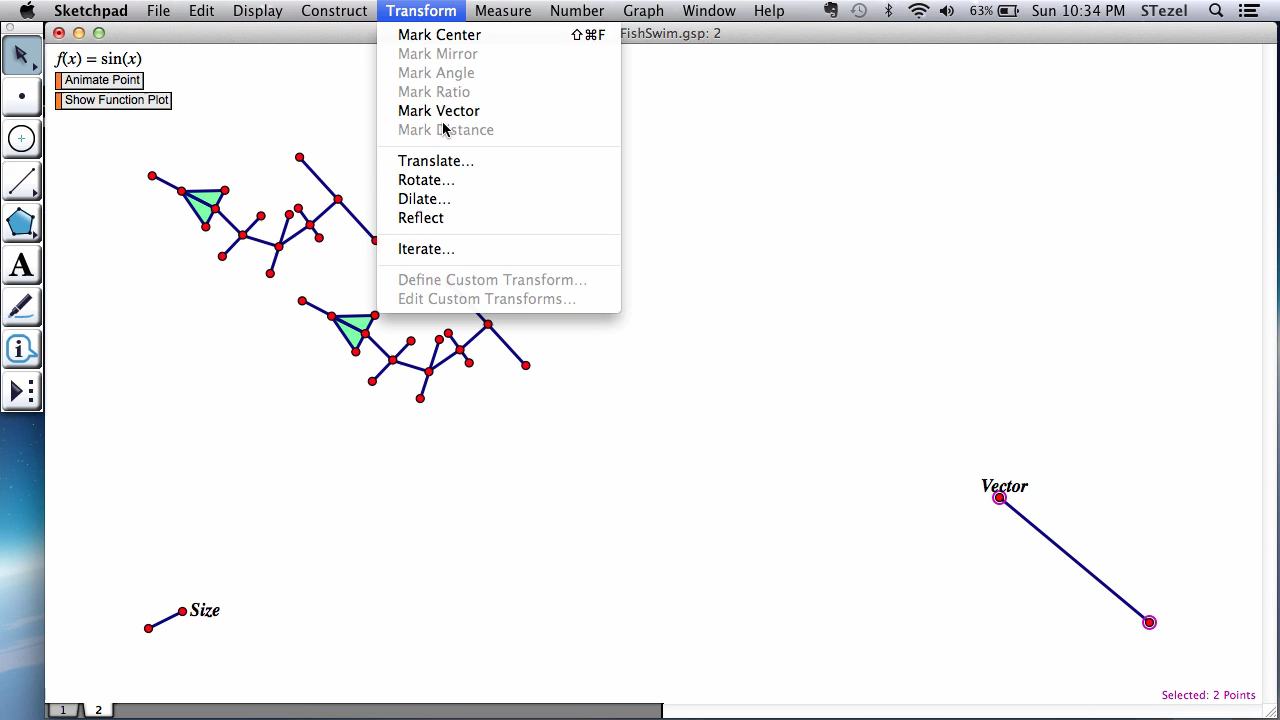 Sketchpad File Edit Display Construct Transform Measure Number Graph Window Help 63% Sun 10:34 PM STezel
FishSwim.gsp: 2
f(x) = sin(x)
Animate Point
Show Function Plot
Mark Center ⇧⌘F
Mark Mirror
Mark Angle
Mark Ratio
Mark Vector
Mark Distance
Translate...
Rotate...
Dilate...
Reflect
Iterate...
Define Custom Transform...
Edit Custom Transforms...
A
Vector
Size
Selected: 2 Points
1 2